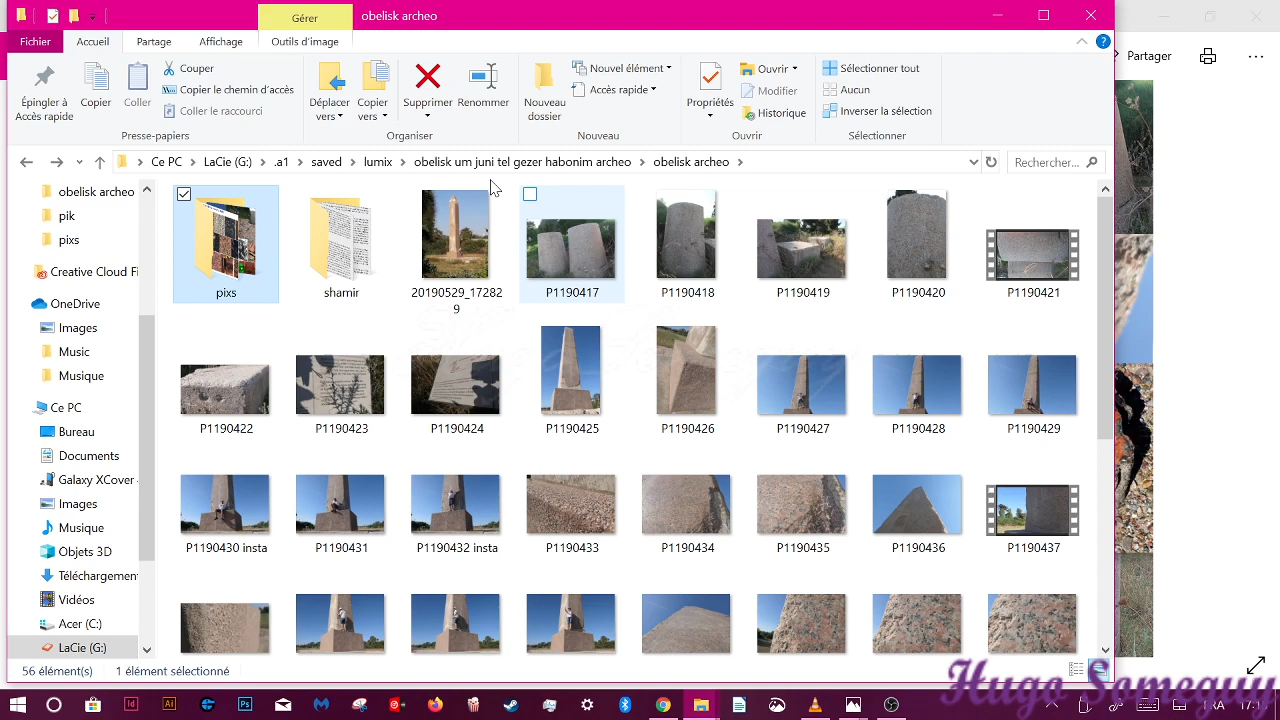 Gérer
obelisk archeo
Fichier
Accueil
Partage
Affichage
Outils d'image
Partager
Épingler à
Accès rapide
Copier
Coller
Couper
Copier le chemin d'accès
Coller le raccourci
Presse-papiers
Déplacer
vers
Copier
vers
Supprimer
Renommer
Organiser
Nouveau
dossier
Nouvel élément
Accès rapide
Nouveau
Propriétés
Ouvrir
Modifier
Historique
Ouvrir
Sélectionner tout
Aucun
Inverser la sélection
Sélectionner
Ce PC
LaCie (G:)
.a1
saved
lumix
obelisk um juni tel gezer habonim archeo
obelisk archeo
Rechercher...
obelisk archeo
pik
pixs
Creative Cloud Fi
OneDrive
Images
Music
Musique
Ce PC
Bureau
Documents
Galaxy XCover
Images
Musique
Objets 3D
Téléchargement
Vidéos
Acer (C:)
LaCie (G:)
pixs
shamir
20190529_17282
9
P1190417
P1190418
P1190419
P1190420
P1190421
P1190422
P1190423
P1190424
P1190425
P1190426
P1190427
P1190428
P1190429
P1190430 insta
P1190431
P1190432 insta
P1190433
P1190434
P1190435
P1190436
P1190437
56 élément(s)
1 élément sélectionné
Hugo Someguy